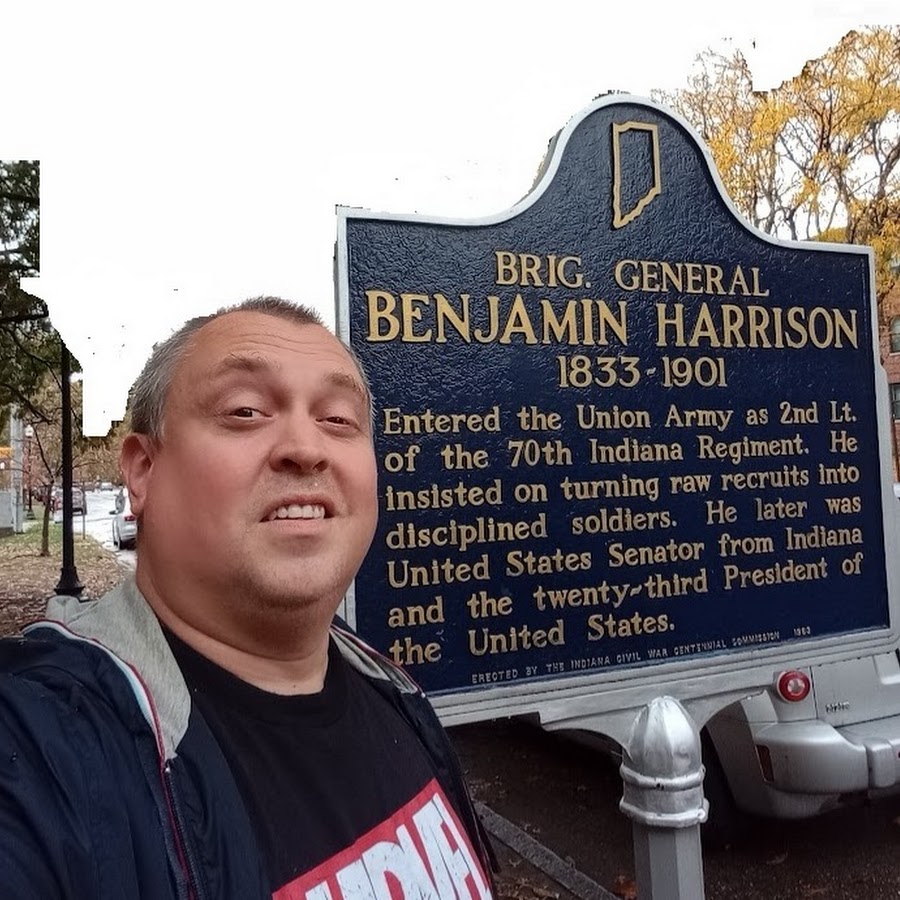 BRIG. GENERAL
BENJAMIN HARRISON
1833-1901
Entered the Union Army as 2nd Lt.
of the 70th Indiana Regiment. He
insisted on turning raw recruits into
disciplined soldiers. He later was
United States Senator from Indiana
and the twenty-third President of
the United States.
ERECTED BY THE INDIANA CIVIL WAR CENTENNIAL COMMISSION 1963